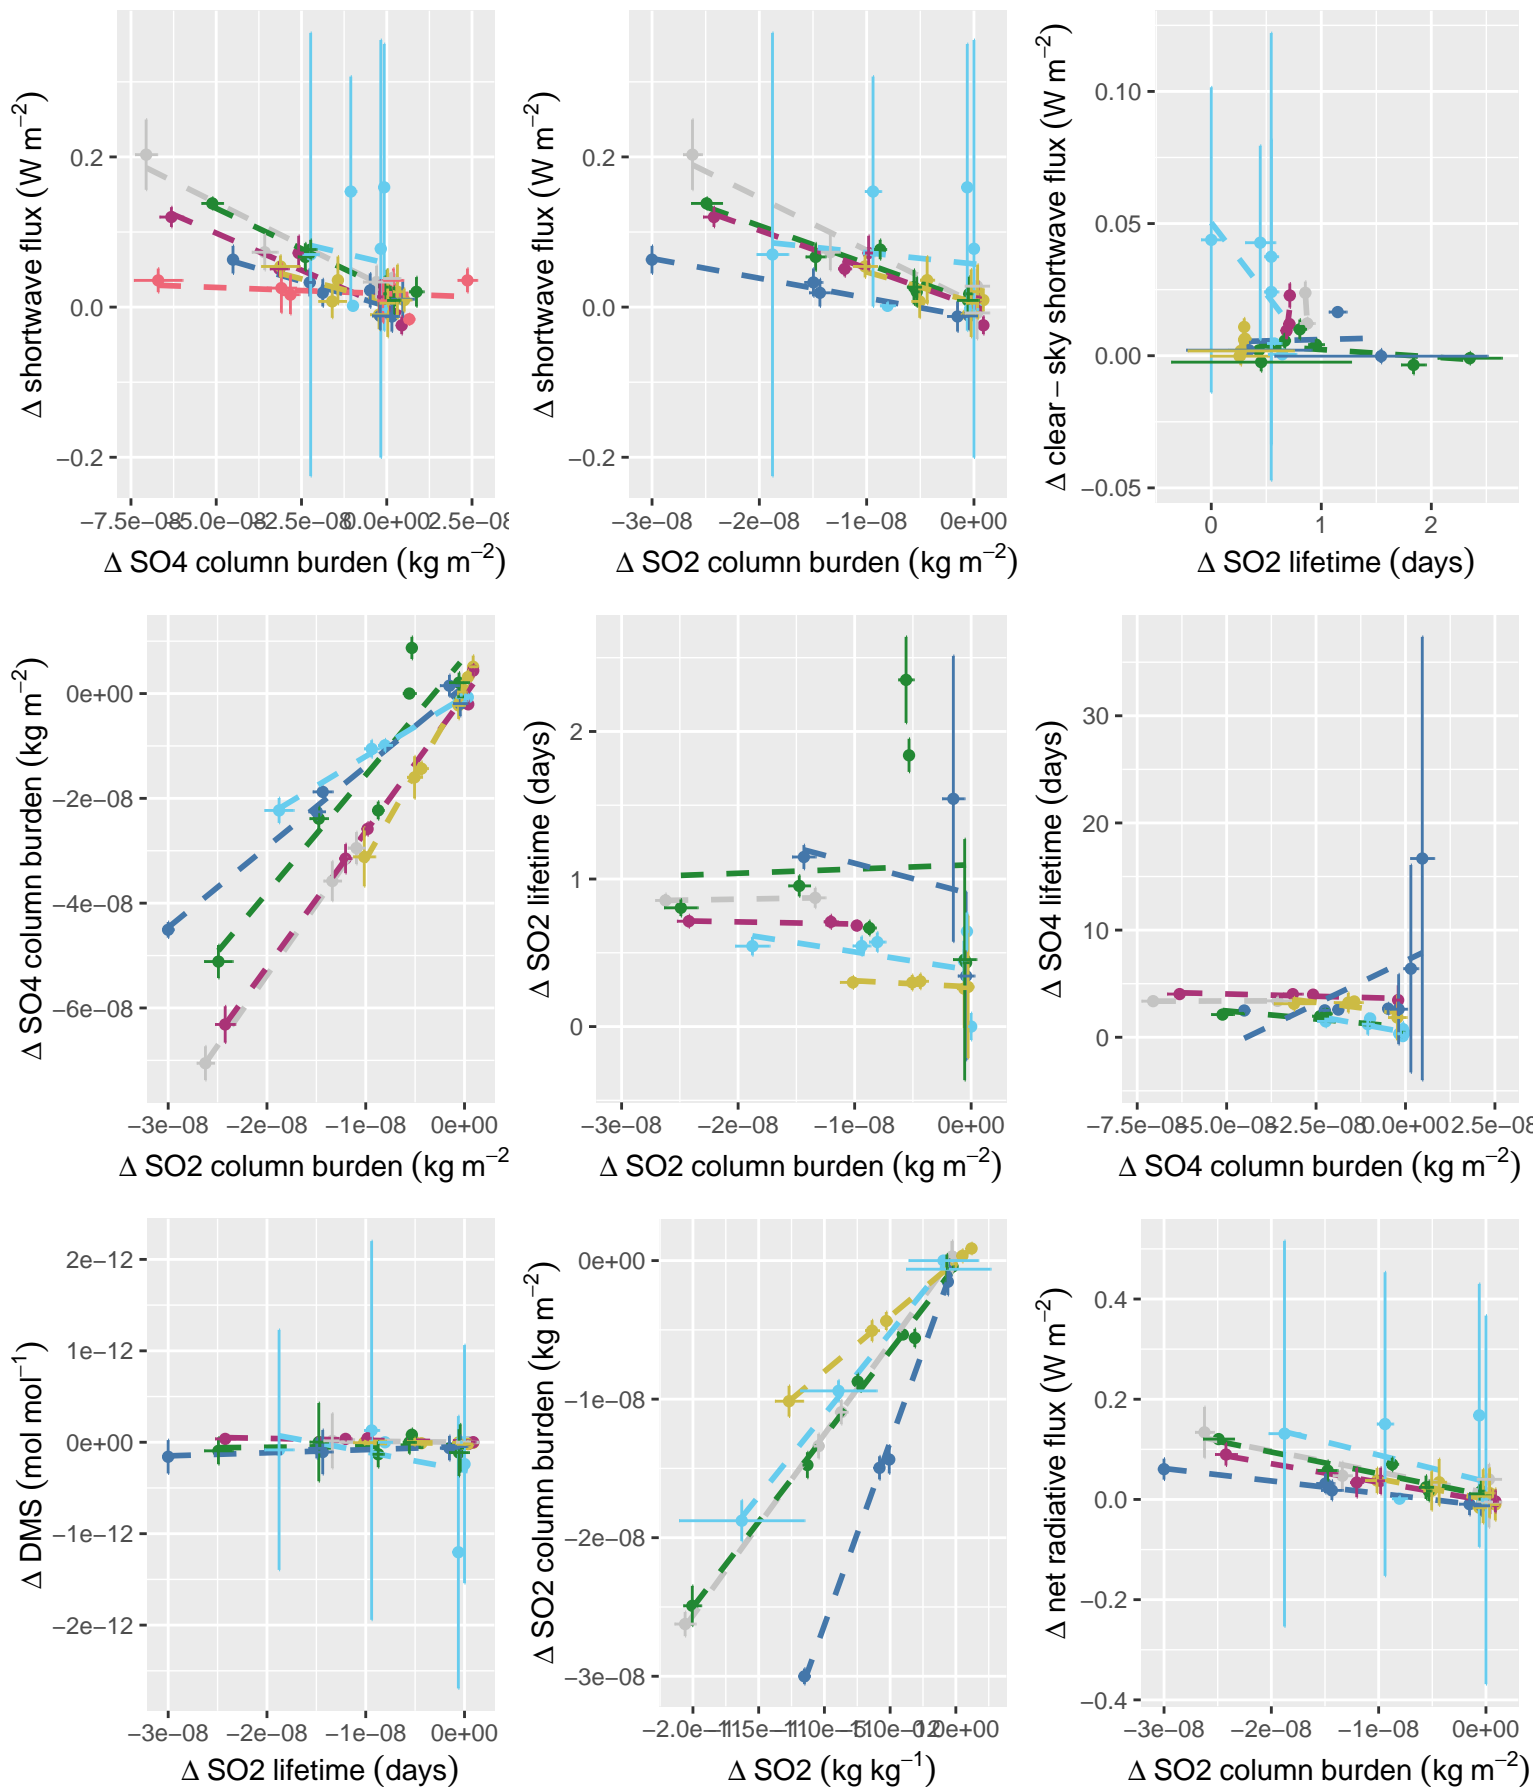 Δ shortwave flux (W m−2)
0.2
0.0
−0.2
−7.5e−08 −5.0e−08 −2.5e−08 0.0e+00 2.5e−08
Δ SO4 column burden (kg m−2)
Δ shortwave flux (W m−2)
0.2
0.0
−0.2
−3e−08 −2e−08 −1e−08 0e+00
Δ SO2 column burden (kg m−2)
Δ clear − sky shortwave flux (W m−2)
0.10
0.05
0.00
−0.05
0 1 2
Δ SO2 lifetime (days)
Δ SO4 column burden (kg m−2)
0e+00
−2e−08
−4e−08
−6e−08
−3e−08 −2e−08 −1e−08 0e+00
Δ SO2 column burden (kg m−2
Δ SO2 lifetime (days)
2
1
0
−3e−08 −2e−08 −1e−08 0e+00
Δ SO2 column burden (kg m−2)
Δ SO4 lifetime (days)
30
20
10
0
−7.5e−08 −5.0e−08 −2.5e−08 0.0e+00 2.5e−08
Δ SO4 column burden (kg m−2)
Δ DMS (mol mol−1)
2e−12
1e−12
0e+00
−1e−12
−2e−12
−3e−08 −2e−08 −1e−08 0e+00
Δ SO2 lifetime (days)
Δ SO2 column burden (kg m−2)
0e+00
−1e−08
−2e−08
−3e−08
Δ SO2 (kg kg−1)
Δ net radiative flux (W m−2)
0.4
0.2
0.0
−0.2
−0.4
−3e−08 −2e−08 −1e−08 0e+00
Δ SO2 column burden (kg m−2)